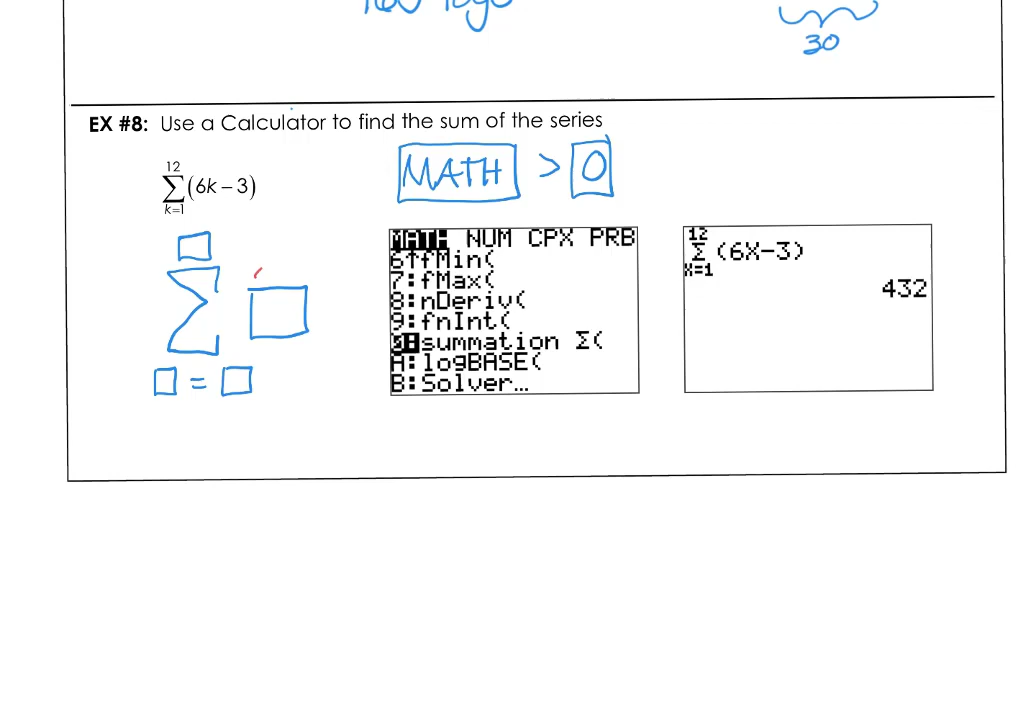 160 logs
30
EX #8: Use a Calculator to find the sum of the series
12
∑(6k – 3)
k=1
MATH > 0
□
∑ □
□ = □
MATH NUM CPX PRB
6↑fMin(
7:fMax(
8:nDeriv(
9:fnInt(
0:summation Σ(
A:logBASE(
B:Solver…
12
Σ (6X-3)
X=1
432